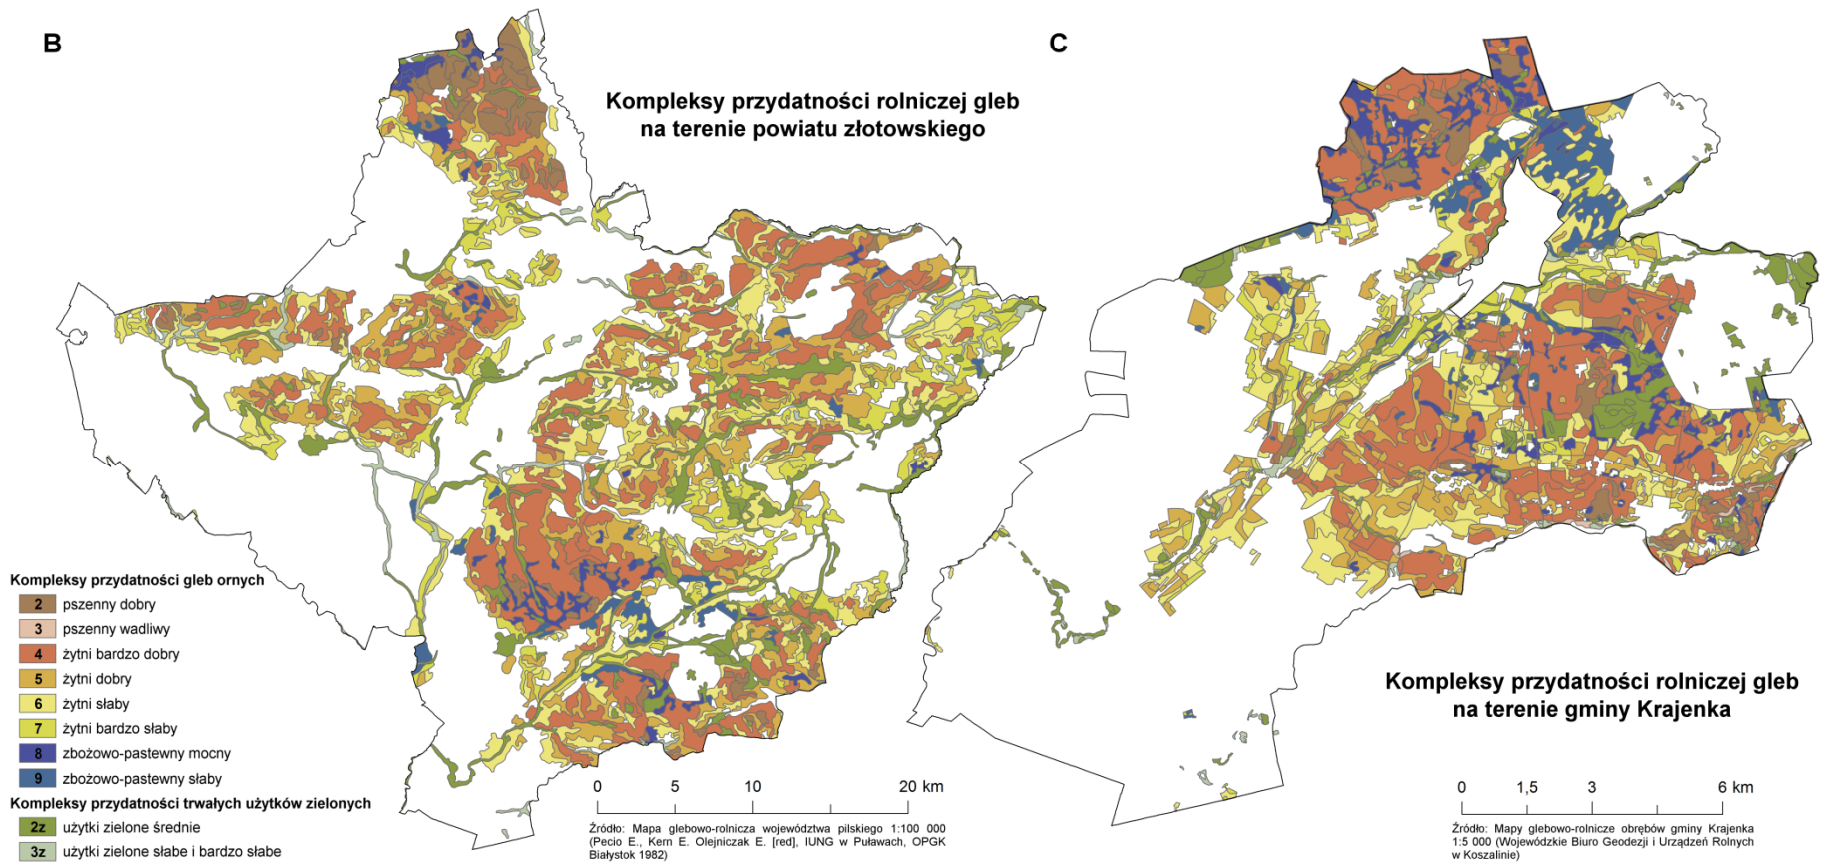 B
Kompleksy przydatności rolniczej gleb
na terenie powiatu złotowskiego
Kompleksy przydatności gleb ornych
2 pszenny dobry
3 pszenny wadliwy
4 żytni bardzo dobry
5 żytni dobry
6 żytni słaby
7 żytni bardzo słaby
8 zbożowo-pastewny mocny
9 zbożowo-pastewny słaby
Kompleksy przydatności trwałych użytków zielonych
2z użytki zielone średnie
3z użytki zielone słabe i bardzo słabe
0 5 10 20 km
Źródło: Mapa glebowo-rolnicza województwa pilskiego 1:100 000
(Pecio E., Kern E. Olejniczak E. [red], IUNG w Puławach, OPGK
Białystok 1982)
C
Kompleksy przydatności rolniczej gleb
na terenie gminy Krajenka
0 1,5 3 6 km
Źródło: Mapy glebowo-rolnicze obrębów gminy Krajenka
1:5 000 (Wojewódzkie Biuro Geodezji i Urządzeń Rolnych
w Koszalinie)